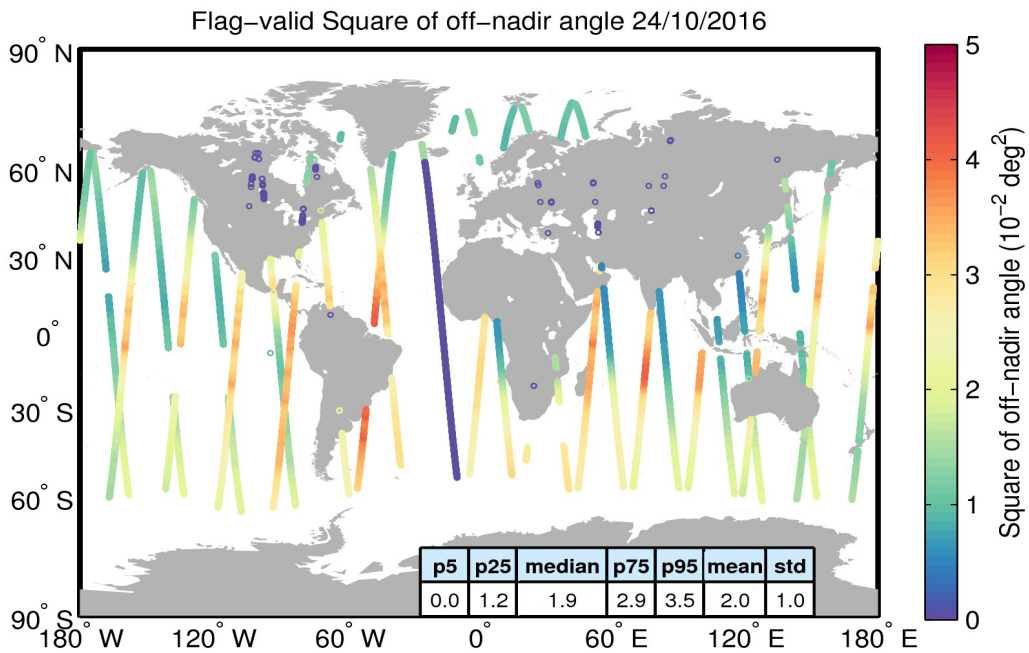 Flag−valid Square of off−nadir angle 24/10/2016
90° N
60° N
30° N
0°
30° S
60° S
90° S
180° W
120° W
60° W
0°
60° E
120° E
180° E
p5 p25 median p75 p95 mean std
0.0 1.2 1.9 2.9 3.5 2.0 1.0
5
4
3
2
1
0
Square of off−nadir angle (10⁻² deg²)